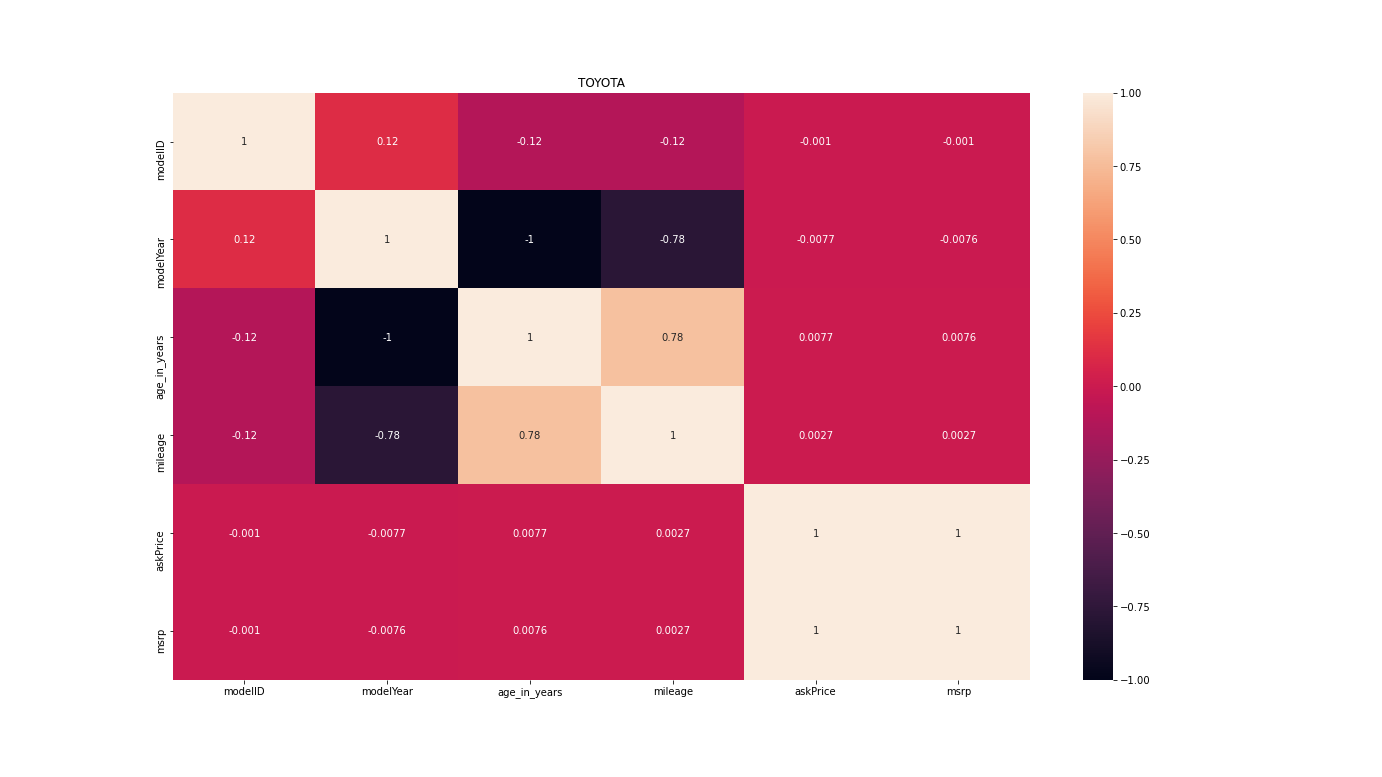 TOYOTA
modelID 1 0.12 -0.12 -0.12 -0.001 -0.001
modelYear 0.12 1 -1 -0.78 -0.0077 -0.0076
age_in_years -0.12 -1 1 0.78 0.0077 0.0076
mileage -0.12 -0.78 0.78 1 0.0027 0.0027
askPrice -0.001 -0.0077 0.0077 0.0027 1 1
msrp -0.001 -0.0076 0.0076 0.0027 1 1
modelID modelYear age_in_years mileage askPrice msrp
1.00
0.75
0.50
0.25
0.00
−0.25
−0.50
−0.75
−1.00